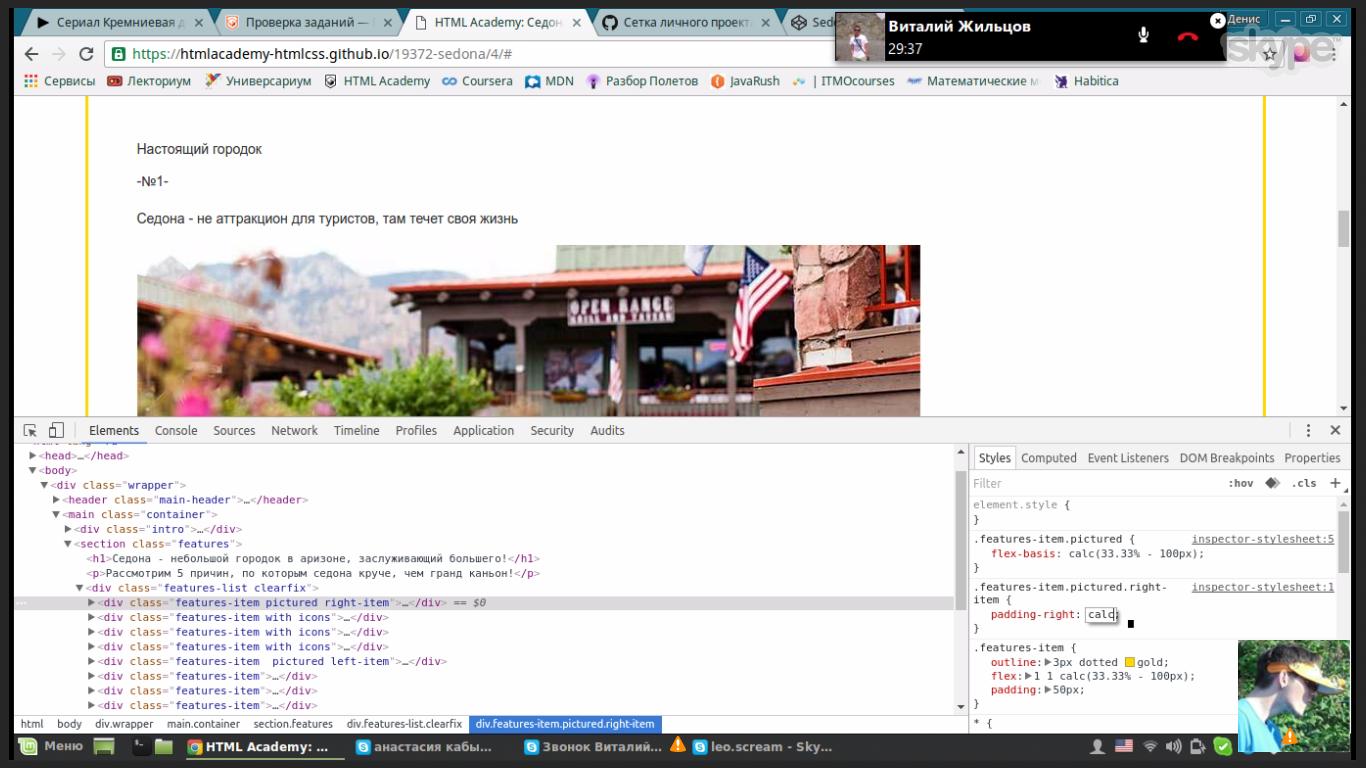 Сериал Кремниевая д
Проверка заданий —
HTML Academy: Седон
Сетка личного проект
Sed
Виталий Жильцов
29:37
Денис
skype
https://htmlacademy-htmlcss.github.io/19372-sedona/4/#
Сервисы
Лекториум
Универсариум
HTML Academy
Coursera
MDN
Разбор Полетов
JavaRush
| ITMOcourses
Математические м
Habitica
Настоящий городок
-№1-
Седона - не аттракцион для туристов, там течет своя жизнь
OPEN RANGE
GRILL AND TAVERN
Elements Console Sources Network Timeline Profiles Application Security Audits
<head>…</head>
<body>
<div class="wrapper">
<header class="main-header">…</header>
<main class="container">
<div class="intro">…</div>
<section class="features">
<h1>Седона - небольшой городок в аризоне, заслуживающий большего!</h1>
<p>Рассмотрим 5 причин, по которым седона круче, чем гранд каньон!</p>
<div class="features-list clearfix">
<div class="features-item pictured right-item">…</div> == $0
<div class="features-item with icons">…</div>
<div class="features-item with icons">…</div>
<div class="features-item with icons">…</div>
<div class="features-item  pictured left-item">…</div>
<div class="features-item">…</div>
<div class="features-item">…</div>
<div class="features-item">…</div>
html body div.wrapper main.container section.features div.features-list.clearfix div.features-item.pictured.right-item
Styles Computed Event Listeners DOM Breakpoints Properties
Filter :hov .cls +
element.style {
}
.features-item.pictured { inspector-stylesheet:5
flex-basis: calc(33.33% - 100px);
}
.features-item.pictured.right- inspector-stylesheet:1
item {
padding-right: calc;
}
.features-item {
outline: 3px dotted gold;
flex: 1 1 calc(33.33% - 100px);
padding: 50px;
}
* {
Меню
HTML Academy: ...
анастасия кабы...
Звонок Виталий...
leo.scream - Sky...